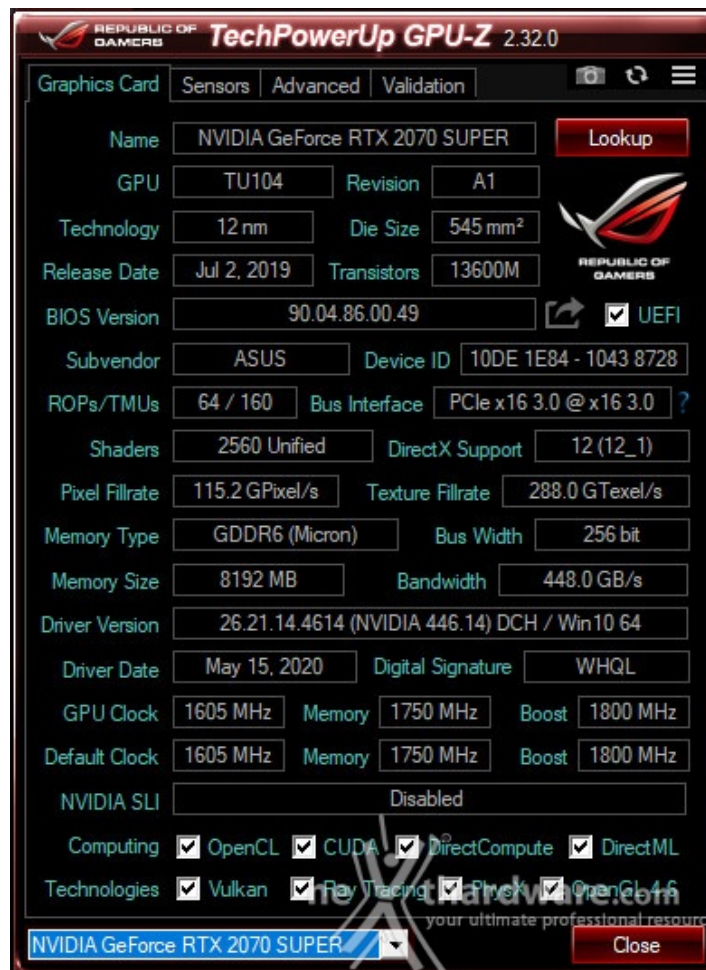 REPUBLIC OF GAMERS TechPowerUp GPU-Z 2.32.0
Graphics Card Sensors Advanced Validation
Name NVIDIA GeForce RTX 2070 SUPER Lookup
GPU TU104 Revision A1
Technology 12 nm Die Size 545 mm²
Release Date Jul 2, 2019 Transistors 13600M
REPUBLIC OF GAMERS
BIOS Version 90.04.86.00.49 UEFI
Subvendor ASUS Device ID 10DE 1E84 - 1043 8728
ROPs/TMUs 64 / 160 Bus Interface PCIe x16 3.0 @ x16 3.0 ?
Shaders 2560 Unified DirectX Support 12 (12_1)
Pixel Fillrate 115.2 GPixel/s Texture Fillrate 288.0 GTexel/s
Memory Type GDDR6 (Micron) Bus Width 256 bit
Memory Size 8192 MB Bandwidth 448.0 GB/s
Driver Version 26.21.14.4614 (NVIDIA 446.14) DCH / Win10 64
Driver Date May 15, 2020 Digital Signature WHQL
GPU Clock 1605 MHz Memory 1750 MHz Boost 1800 MHz
Default Clock 1605 MHz Memory 1750 MHz Boost 1800 MHz
NVIDIA SLI Disabled
Computing OpenCL CUDA DirectCompute DirectML
Technologies Vulkan Ray Tracing PhysX OpenGL 4.6
nexthardware.com
your ultimate professional resourc
NVIDIA GeForce RTX 2070 SUPER Close